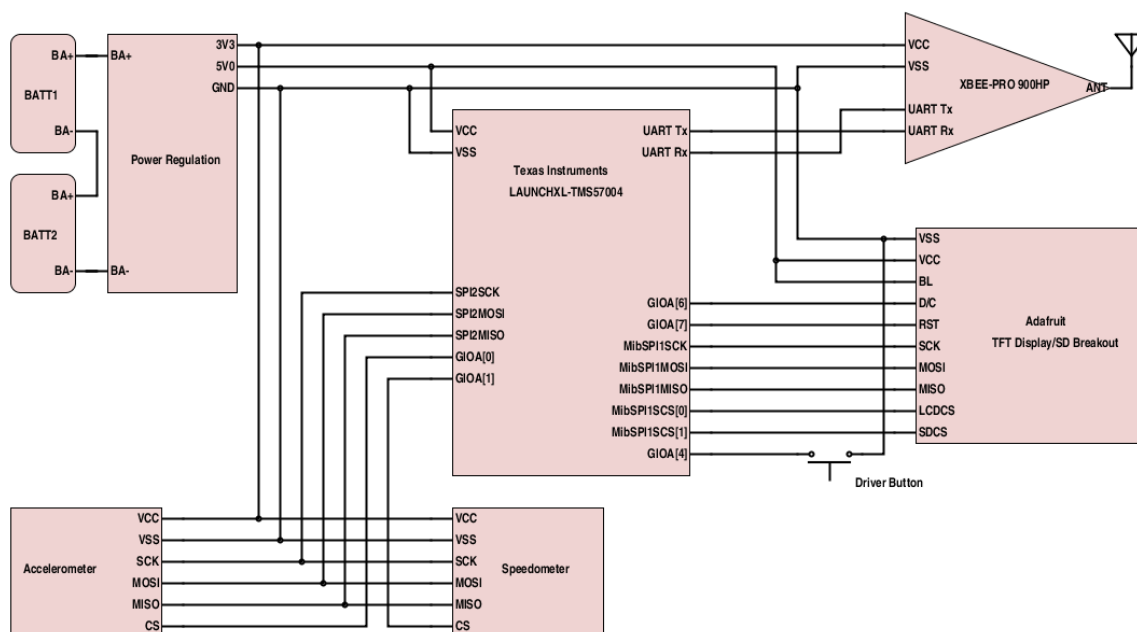 BATT1
BA+
BA-
BATT2
BA+
BA-
BA+
Power Regulation
BA-
3V3
5V0
GND
VCC
VSS
Texas Instruments
LAUNCHXL-TMS57004
SPI2SCK
SPI2MOSI
SPI2MISO
GIOA[0]
GIOA[1]
UART Tx
UART Rx
GIOA[6]
GIOA[7]
MibSPI1SCK
MibSPI1MOSI
MibSPI1MISO
MibSPI1SCS[0]
MibSPI1SCS[1]
GIOA[4]
VCC
VSS
XBEE-PRO 900HP
ANT
UART Tx
UART Rx
VSS
VCC
BL
D/C
RST
SCK
MOSI
MISO
LCDCS
SDCS
Adafruit
TFT Display/SD Breakout
Driver Button
Accelerometer
VCC
VSS
SCK
MOSI
MISO
CS
VCC
VSS
SCK
MOSI
MISO
CS
Speedometer